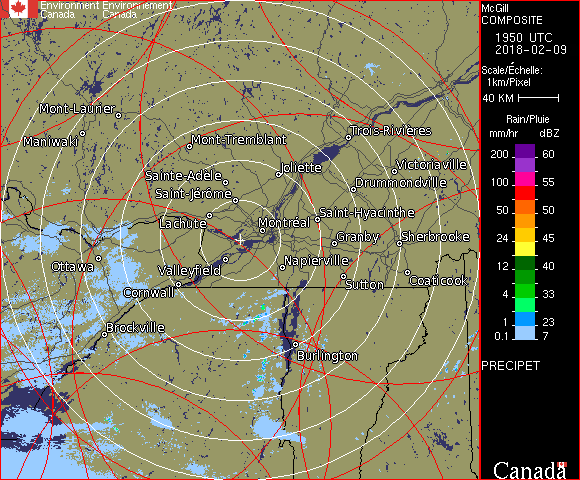 Environment Environnement
Canada Canada
McGill
COMPOSITE
1950 UTC
2018-02-09
Scale/Échelle:
1km/Pixel
40 KM
Rain/Pluie
mm/hr dBZ
200 60
150 55
100 55
50 50
24 45
12 40
4 33
1 23
0.1 7
PRECIPET
Canada
Mont-Laurier
Maniwaki
Mont-Tremblant
Trois-Rivières
Joliette
Victoriaville
Sainte-Adèle
Drummondville
Saint-Jérôme
Lachute
Saint-Hyacinthe
Montréal
Granby
Sherbrooke
Ottawa
Valleyfield
Napierville
Coaticook
Cornwall
Sutton
Brockville
Burlington